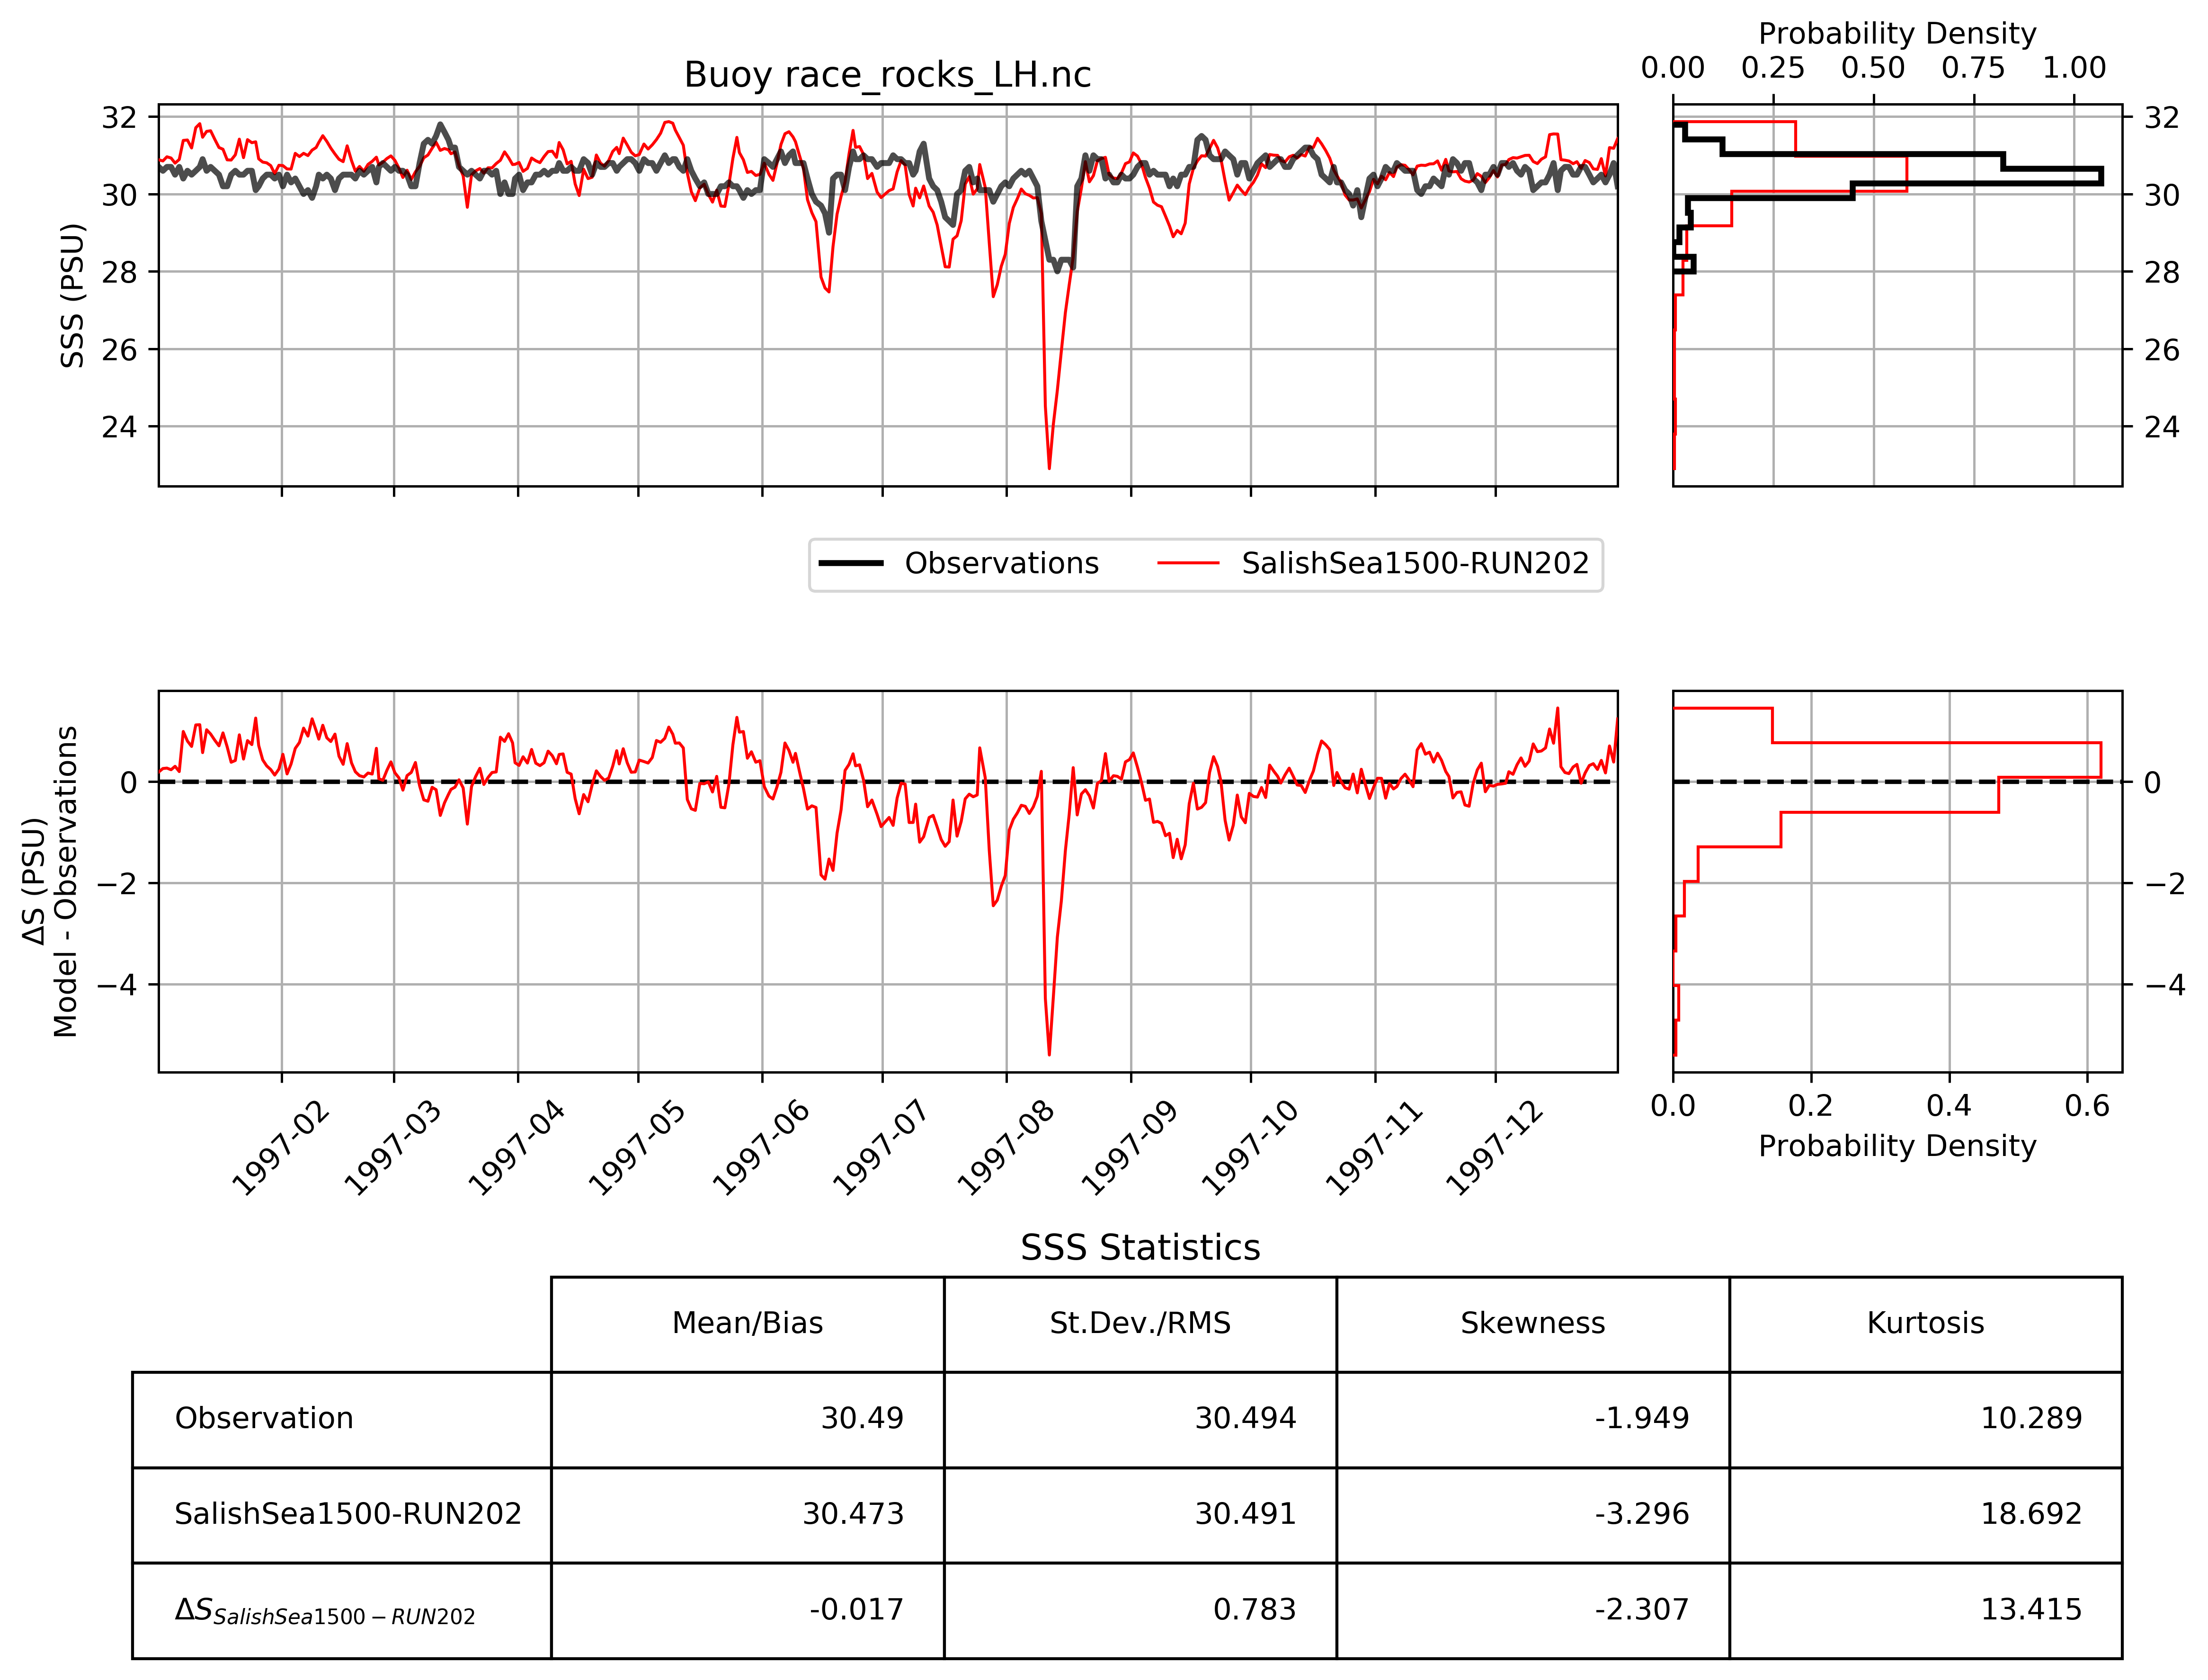 Probability Density
0.00 0.25 0.50 0.75 1.00
Buoy race_rocks_LH.nc
SSS (PSU)
32
30
28
26
24
32
30
28
26
24
Observations SalishSea1500-RUN202
ΔS (PSU)
Model - Observations
0
−2
−4
0
−2
−4
1997-02 1997-03 1997-04 1997-05 1997-06 1997-07 1997-08 1997-09 1997-10 1997-11 1997-12
0.0 0.2 0.4 0.6
Probability Density
SSS Statistics
Mean/Bias St.Dev./RMS Skewness Kurtosis
Observation 30.49 30.494 -1.949 10.289
SalishSea1500-RUN202 30.473 30.491 -3.296 18.692
ΔS SalishSea1500−RUN202 -0.017 0.783 -2.307 13.415